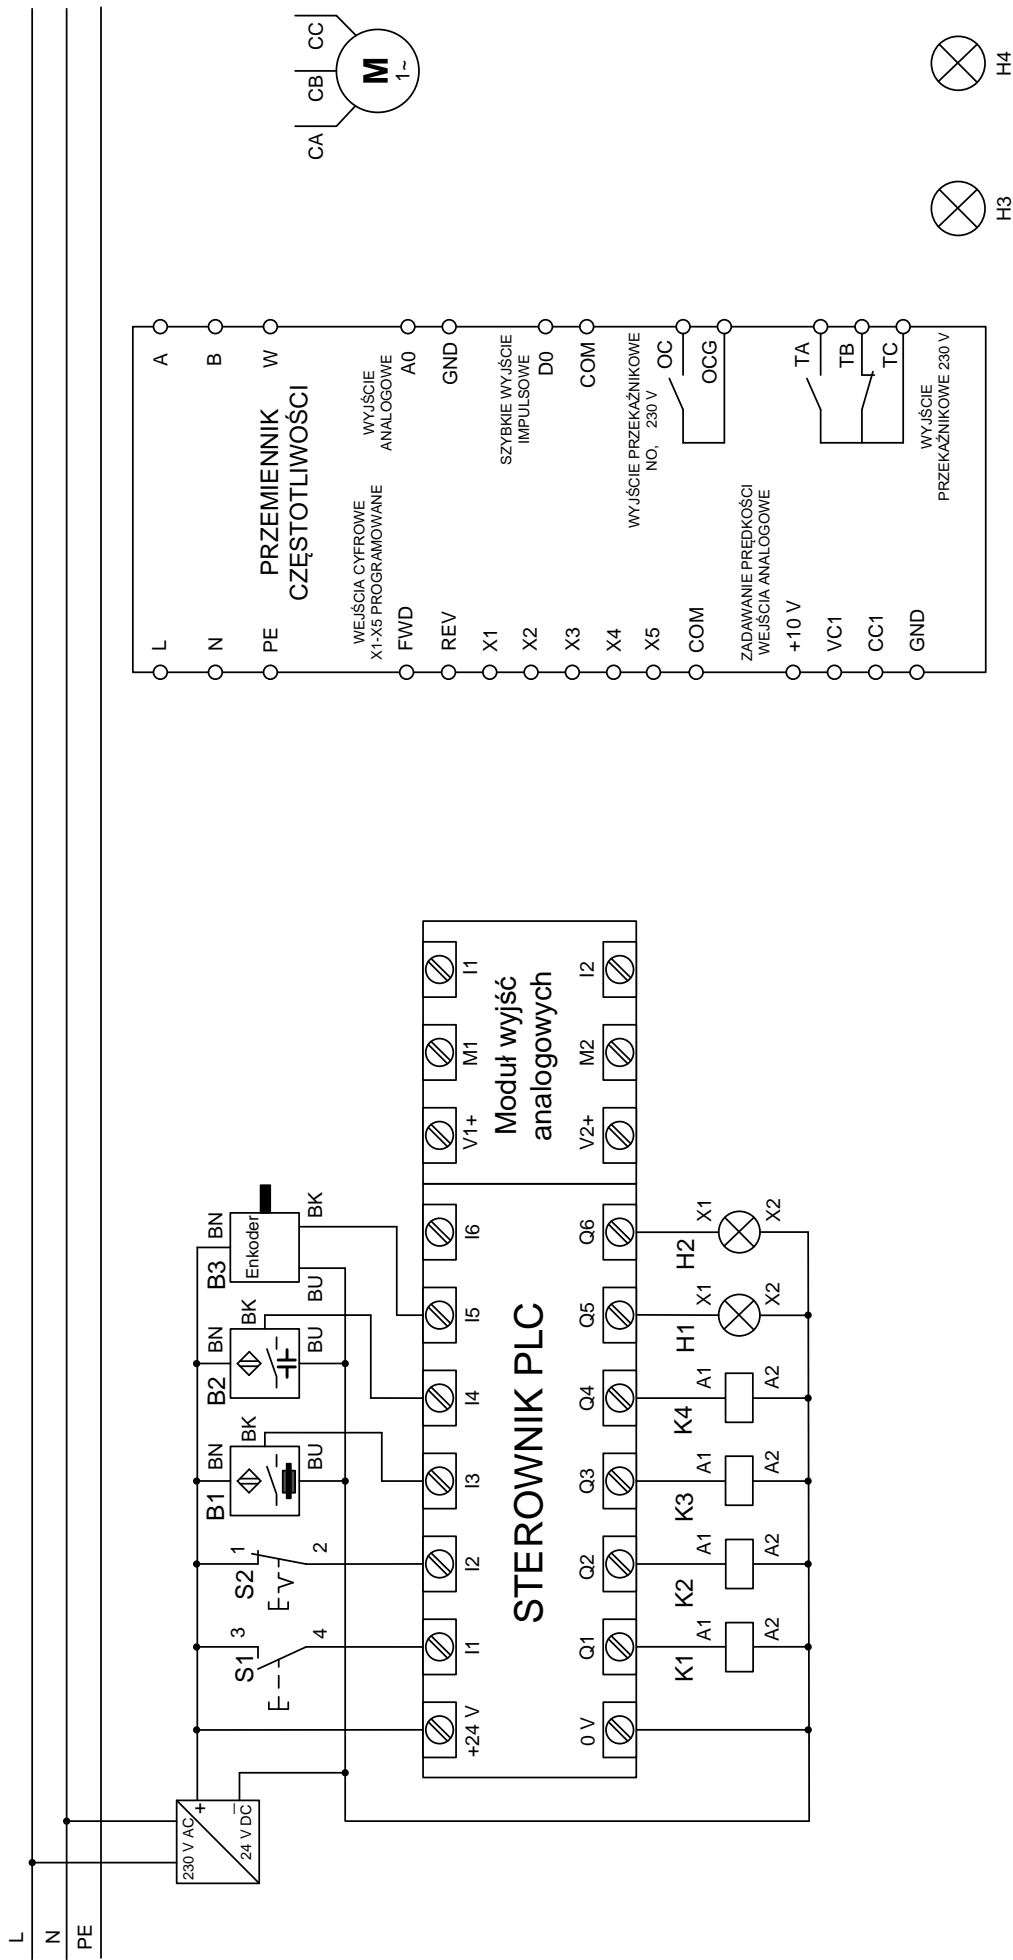 L
N
PE
230 V AC
+
—
24 V DC
S1
3
4
S2
1
2
B1
BN
BK
BU
B2
BN
BK
BU
B3
BN
Enkoder
BU
BK
+24 V
I1
I2
I3
I4
I5
I6
STEROWNIK PLC
0 V
Q1
Q2
Q3
Q4
Q5
Q6
K1
A1
A2
K2
A1
A2
K3
A1
A2
K4
A1
A2
H1
X1
X2
H2
X1
X2
V1+
M1
I1
Moduł wyjść
analogowych
V2+
M2
I2
L
N
PE
PRZEMIENNIK
CZĘSTOTLIWOŚCI
A
B
W
WEJŚCIA CYFROWE
X1-X5 PROGRAMOWANE
FWD
REV
X1
X2
X3
X4
X5
COM
ZADAWANIE PRĘDKOŚCI
WEJŚCIA ANALOGOWE
+10 V
VC1
CC1
GND
WYJŚCIE
ANALOGOWE
A0
GND
SZYBKIE WYJŚCIE
IMPULSOWE
D0
COM
WYJŚCIE PRZEKAŹNIKOWE
NO, 230 V
OC
OCG
TA
TB
TC
WYJŚCIE
PRZEKAŹNIKOWE 230 V
CA
CB
CC
M
1~
H3
H4